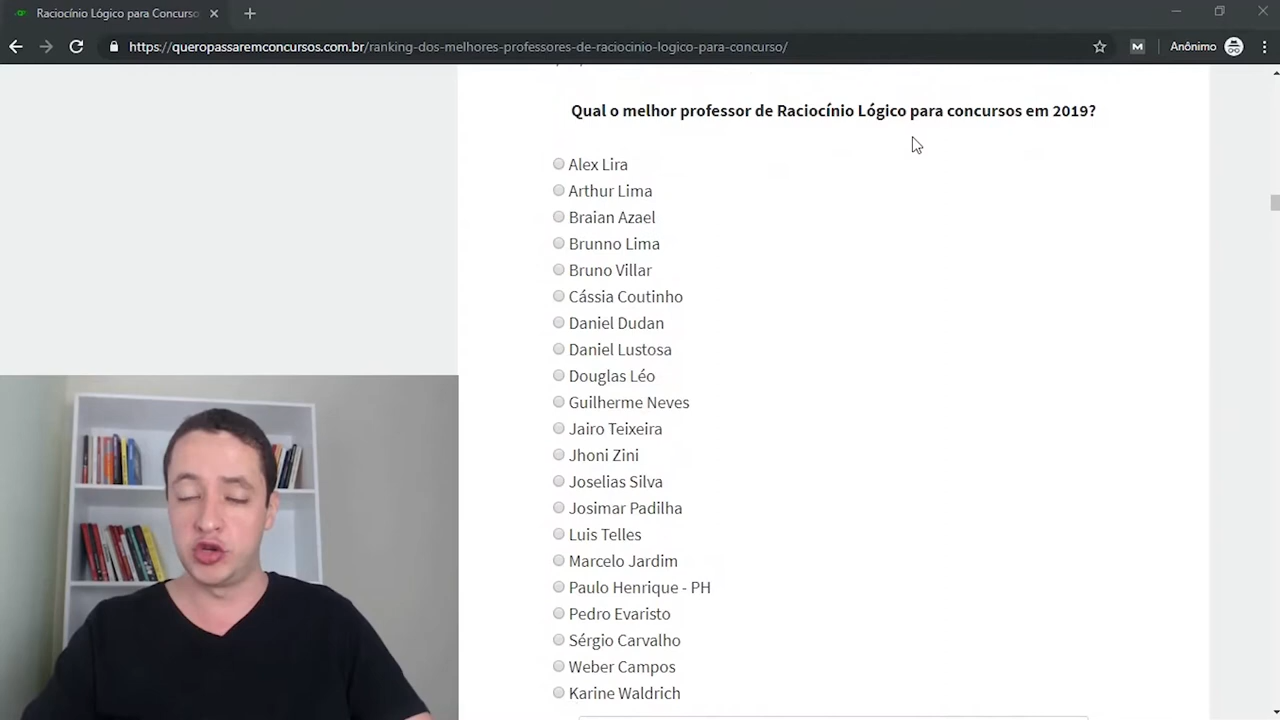 Raciocínio Lógico para Concurso
https://queropassaremconcursos.com.br/ranking-dos-melhores-professores-de-raciocinio-logico-para-concurso/
M
Anônimo
Qual o melhor professor de Raciocínio Lógico para concursos em 2019?
Alex Lira
Arthur Lima
Braian Azael
Brunno Lima
Bruno Villar
Cássia Coutinho
Daniel Dudan
Daniel Lustosa
Douglas Léo
Guilherme Neves
Jairo Teixeira
Jhoni Zini
Joselias Silva
Josimar Padilha
Luis Telles
Marcelo Jardim
Paulo Henrique - PH
Pedro Evaristo
Sérgio Carvalho
Weber Campos
Karine Waldrich